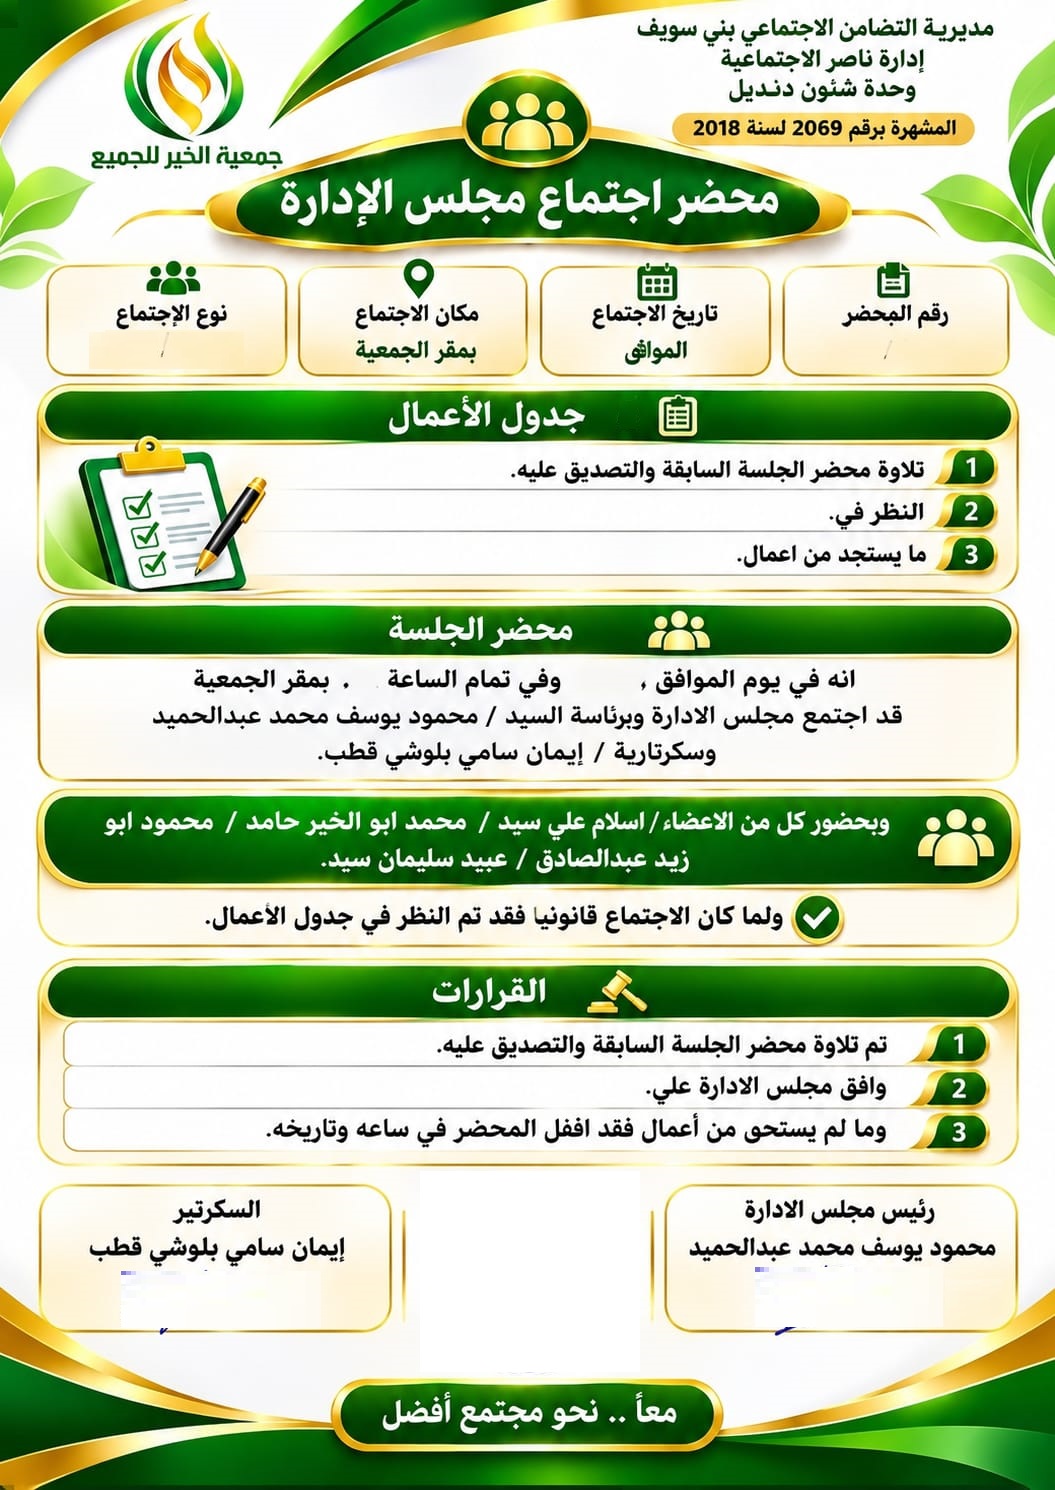 مديرية التضامن الاجتماعي بني سويف
إدارة ناصر الاجتماعية
وحدة شئون دنديل
المشهرة برقم 2069 لسنة 2018
جمعية الخير للجميع
محضر اجتماع مجلس الإدارة
رقم المحضر
تاريخ الاجتماع
الموافق
مكان الاجتماع
بمقر الجمعية
نوع الإجتماع
جدول الأعمال
1 تلاوة محضر الجلسة السابقة والتصديق عليه.
2 النظر في.
3 ما يستجد من اعمال.
محضر الجلسة
انه في يوم الموافق , وفي تمام الساعة . بمقر الجمعية
قد اجتمع مجلس الادارة وبرئاسة السيد / محمود يوسف محمد عبدالحميد
وسكرتارية / إيمان سامي بلوشي قطب.
وبحضور كل من الاعضاء/ اسلام علي سيد / محمد ابو الخير حامد / محمود ابو
زيد عبدالصادق / عبيد سليمان سيد.
ولما كان الاجتماع قانونيا فقد تم النظر في جدول الأعمال.
القرارات
1 تم تلاوة محضر الجلسة السابقة والتصديق عليه.
2 وافق مجلس الادارة علي.
3 وما لم يستحق من أعمال فقد افقل المحضر في ساعه وتاريخه.
رئيس مجلس الادارة
محمود يوسف محمد عبدالحميد
السكرتير
إيمان سامي بلوشي قطب
معاً .. نحو مجتمع أفضل